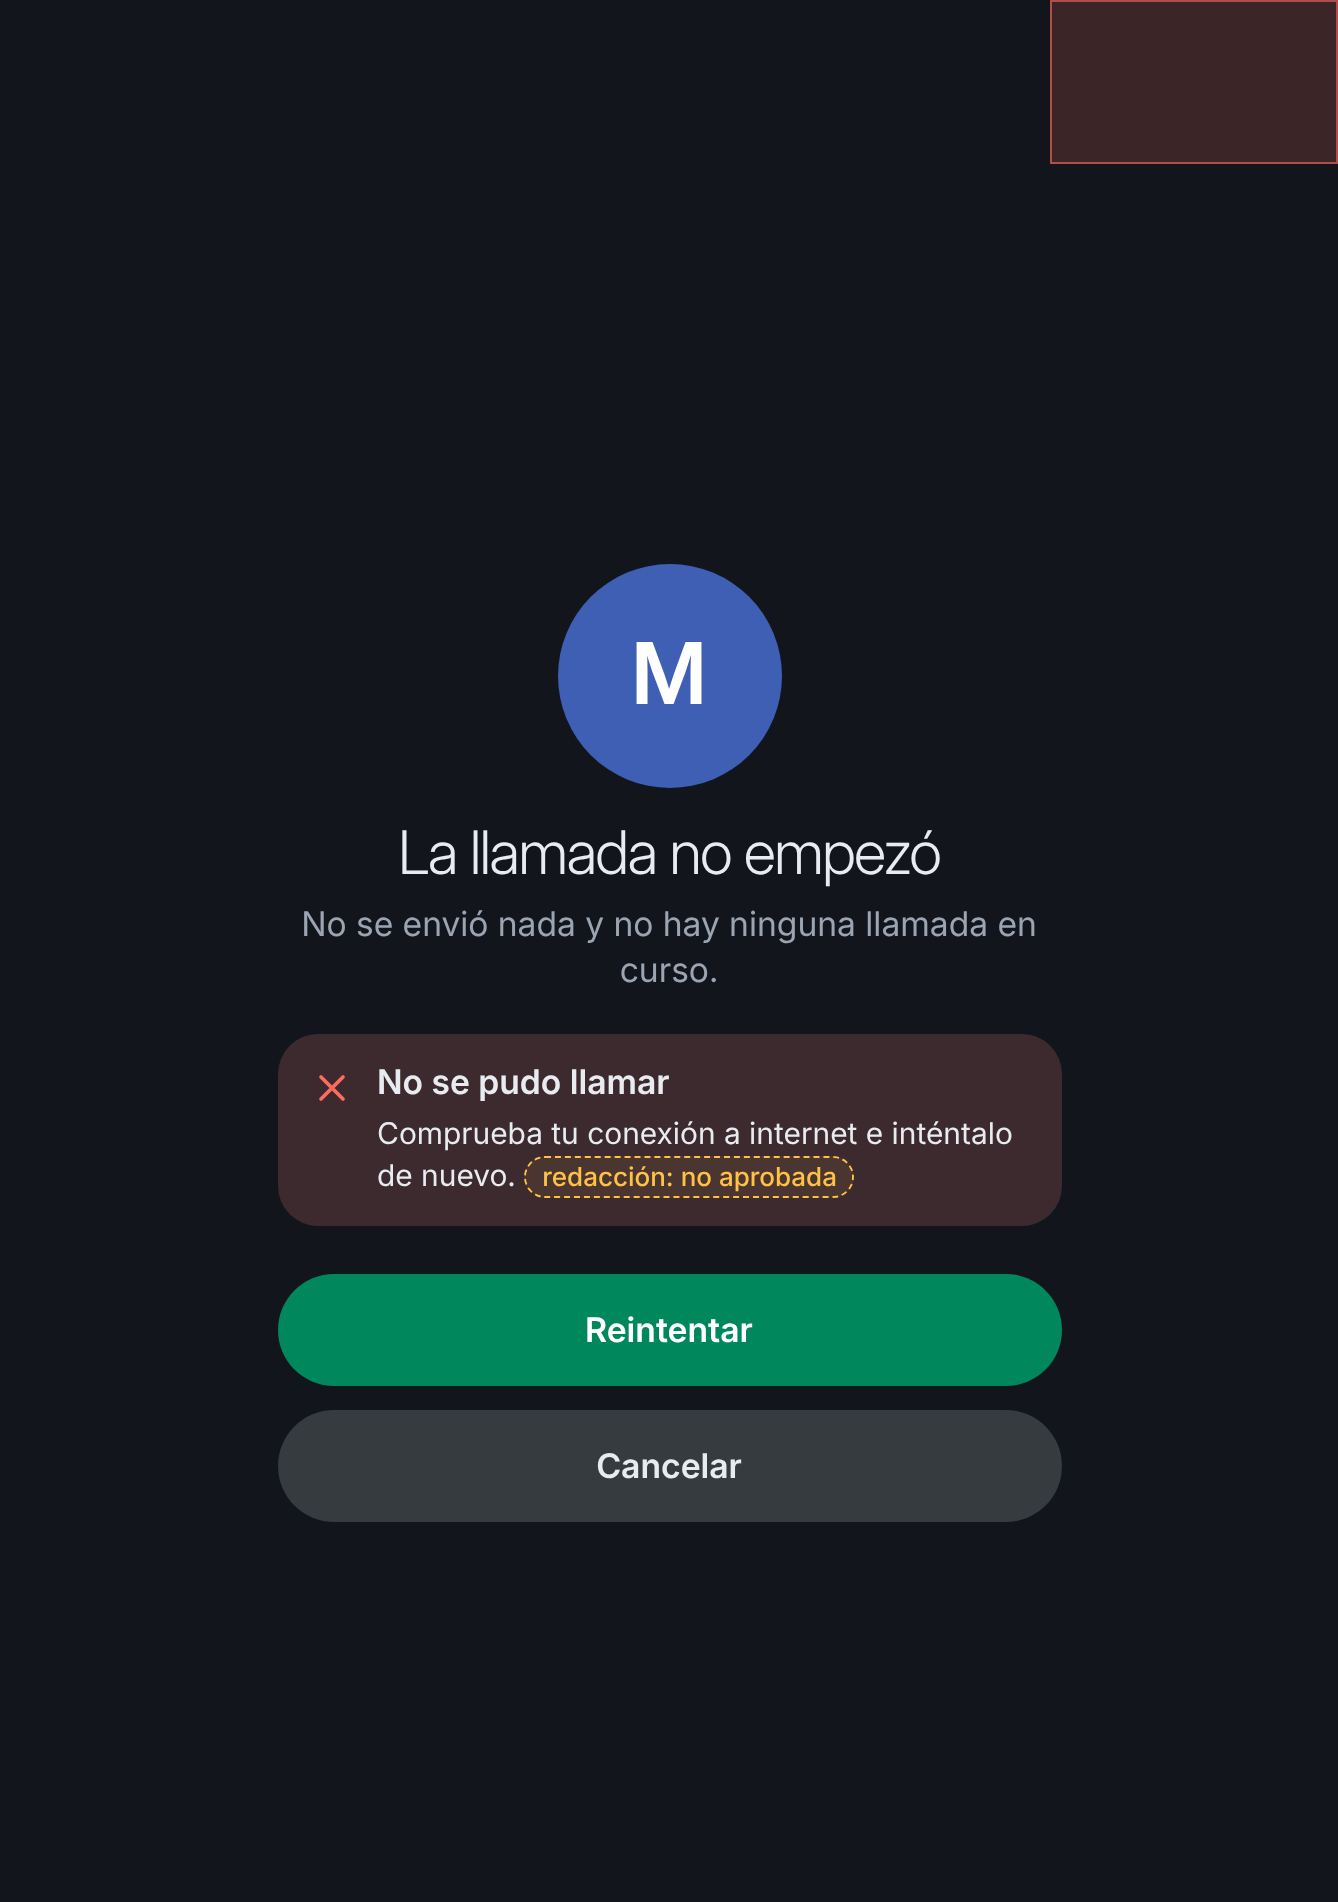 M
La llamada no empezó
No se envió nada y no hay ninguna llamada en
curso.
No se pudo llamar
Comprueba tu conexión a internet e inténtalo
de nuevo. redacción: no aprobada
Reintentar
Cancelar